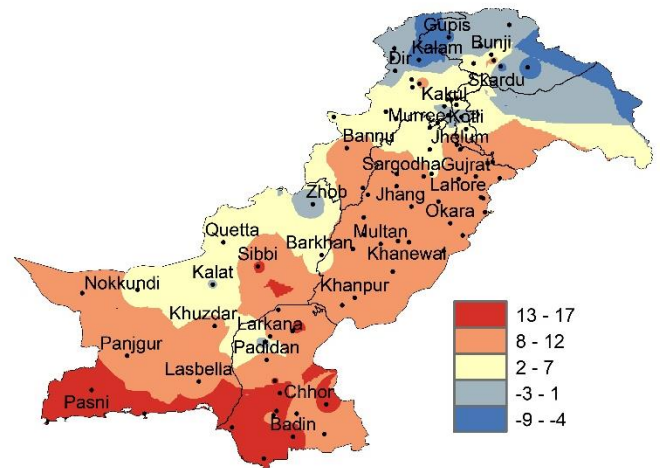 Gupis
Kalam
Bunji
Dir
Skardu
Kakul
Murree
Kotli
Jhelum
Bannu
Sargodha
Gujrat
Lahore
Zhob
Jhang
Okara
Quetta
Multan
Barkhan
Khanewal
Sibbi
Kalat
Nokkundi
Khanpur
Khuzdar
Larkana
Panjgur
Padidan
Lasbella
Pasni
Chhor
Badin
13 - 17
8 - 12
2 - 7
-3 - 1
-9 - -4